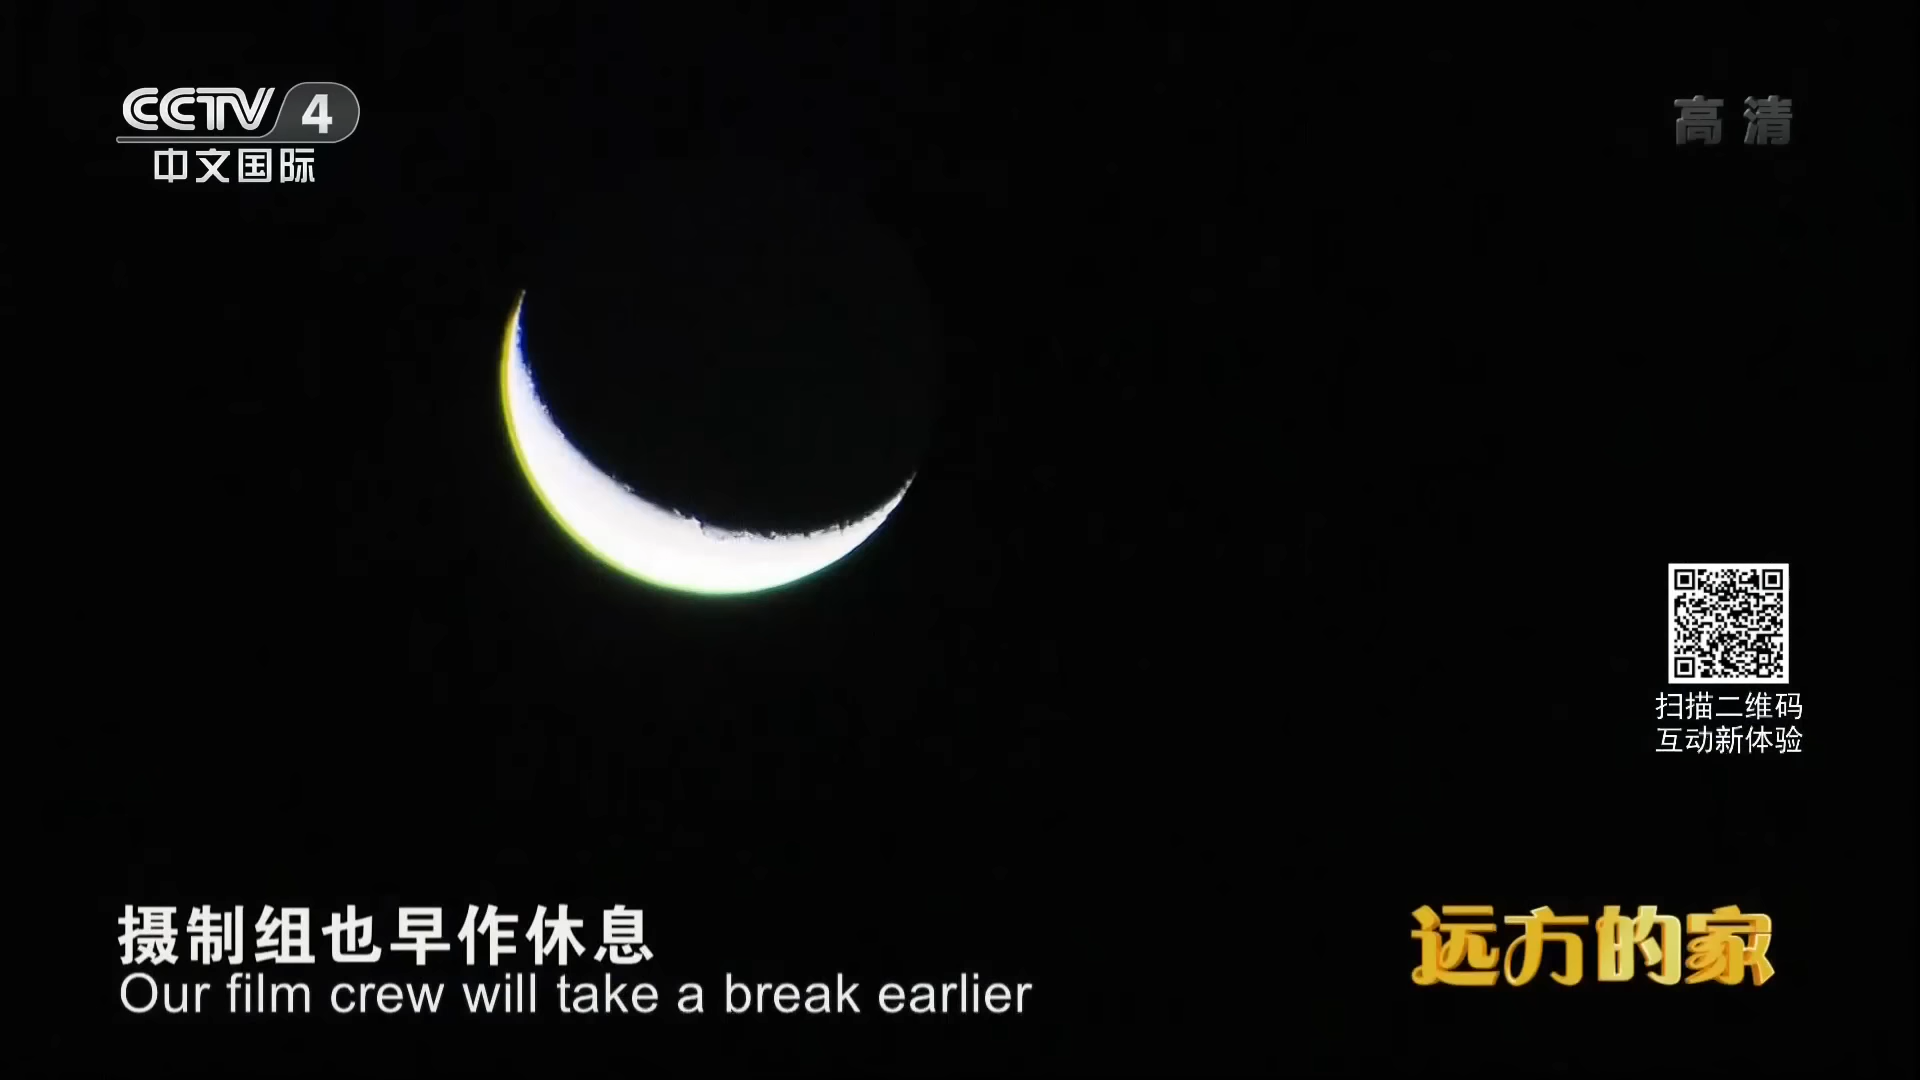 CCTV 4
中文国际
高清
扫描二维码
互动新体验
摄制组也早作休息
Our film crew will take a break earlier
远方的家